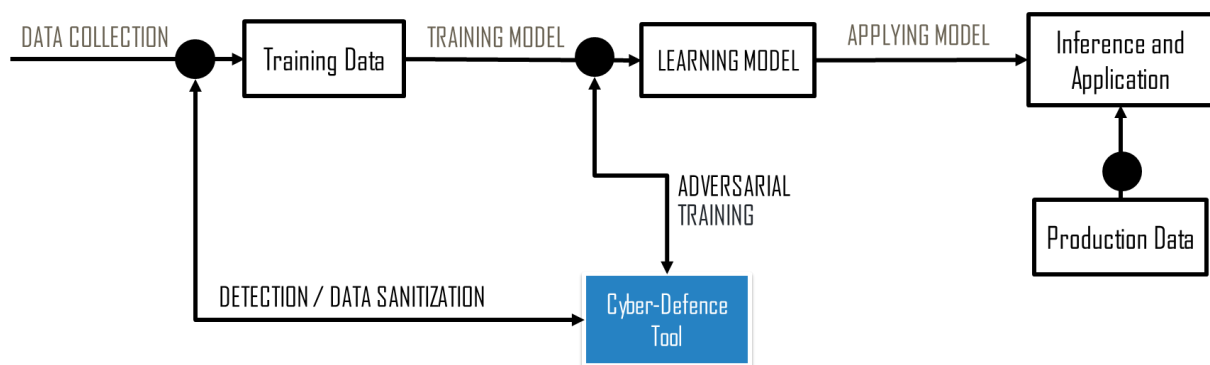 DATA COLLECTION
Training Data
TRAINING MODEL
LEARNING MODEL
APPLYING MODEL
Inference and
Application
ADVERSARIAL
TRAINING
Production Data
DETECTION / DATA SANITIZATION
Cyber-Defence
Tool